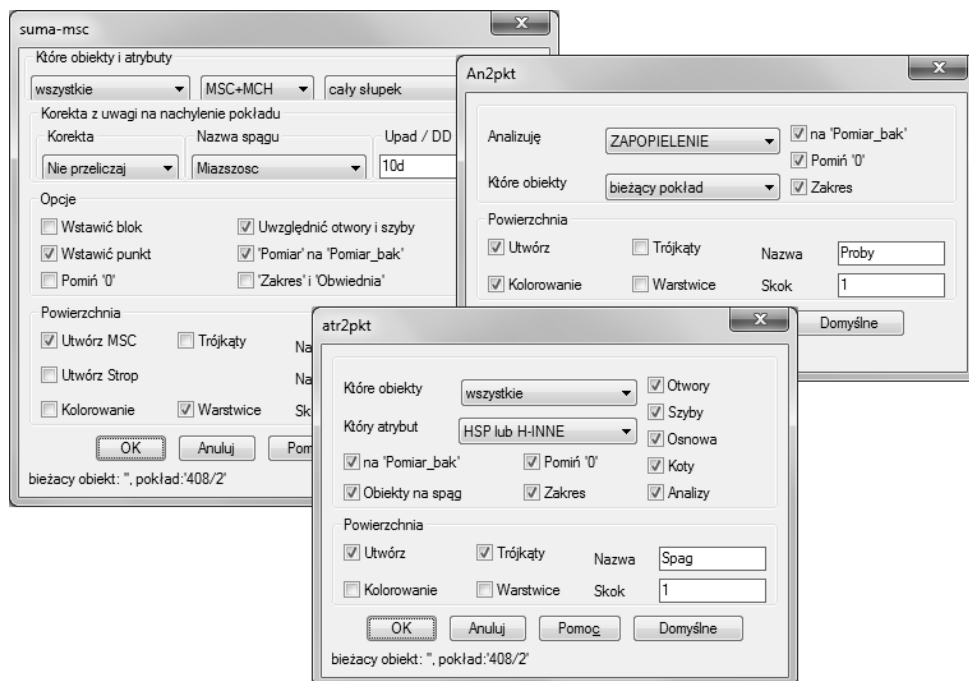 suma-msc
Które obiekty i atrybuty
wszystkie MSC+MCH cały słupek
Korekta z uwagi na nachylenie pokładu
Korekta Nazwa spągu Upad / DD
Nie przeliczaj Miazszosc 10d
Opcje
Wstawić blok Uwzględnić otwory i szyby
Wstawić punkt 'Pomiar' na 'Pomiar_bak'
Pomiń '0' 'Zakres' i 'Obwiednia'
Powierzchnia
Utwórz MSC Trójkąty Na
Utwórz Strop Na
Kolorowanie Warstwice Sk
OK Anuluj Pom
bieżacy obiekt: '', pokład:'408/2'
An2pkt
Analizuję ZAPOPIELENIE na 'Pomiar_bak'
Pomiń '0'
Które obiekty bieżący pokład Zakres
Powierzchnia
Utwórz Trójkąty Nazwa Proby
Kolorowanie Warstwice Skok 1
Domyślne
atr2pkt
Które obiekty wszystkie Otwory
Szyby
Który atrybut HSP lub H-INNE Osnowa
na 'Pomiar_bak' Pomiń '0' Koty
Obiekty na spąg Zakres Analizy
Powierzchnia
Utwórz Trójkąty Nazwa Spag
Kolorowanie Warstwice Skok 1
OK Anuluj Pomoc Domyślne
bieżacy obiekt: '', pokład:'408/2'